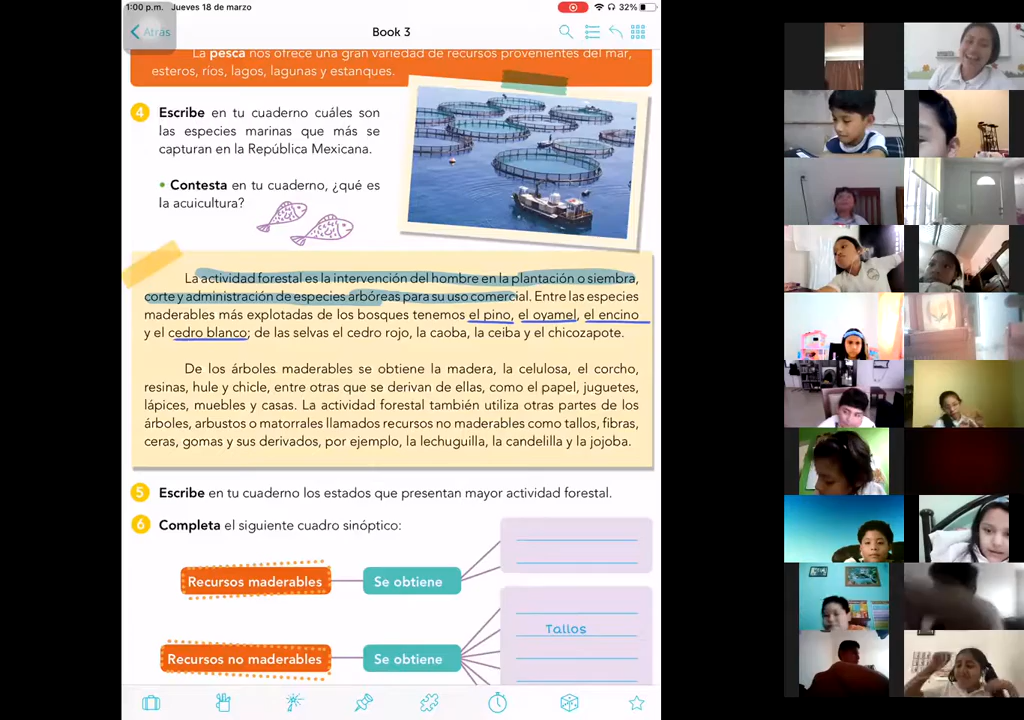 1:00 p.m. Jueves 18 de marzo
32%
Atrás
Book 3
La pesca nos ofrece una gran variedad de recursos provenientes del mar,
esteros, ríos, lagos, lagunas y estanques.
4 Escribe en tu cuaderno cuáles son
las especies marinas que más se
capturan en la República Mexicana.
• Contesta en tu cuaderno, ¿qué es
la acuicultura?
La actividad forestal es la intervención del hombre en la plantación o siembra,
corte y administración de especies arbóreas para su uso comercial. Entre las especies
maderables más explotadas de los bosques tenemos el pino, el oyamel, el encino
y el cedro blanco; de las selvas el cedro rojo, la caoba, la ceiba y el chicozapote.
De los árboles maderables se obtiene la madera, la celulosa, el corcho,
resinas, hule y chicle, entre otras que se derivan de ellas, como el papel, juguetes,
lápices, muebles y casas. La actividad forestal también utiliza otras partes de los
árboles, arbustos o matorrales llamados recursos no maderables como tallos, fibras,
ceras, gomas y sus derivados, por ejemplo, la lechuguilla, la candelilla y la jojoba.
5 Escribe en tu cuaderno los estados que presentan mayor actividad forestal.
6 Completa el siguiente cuadro sinóptico:
Recursos maderables
Se obtiene
Tallos
Recursos no maderables
Se obtiene